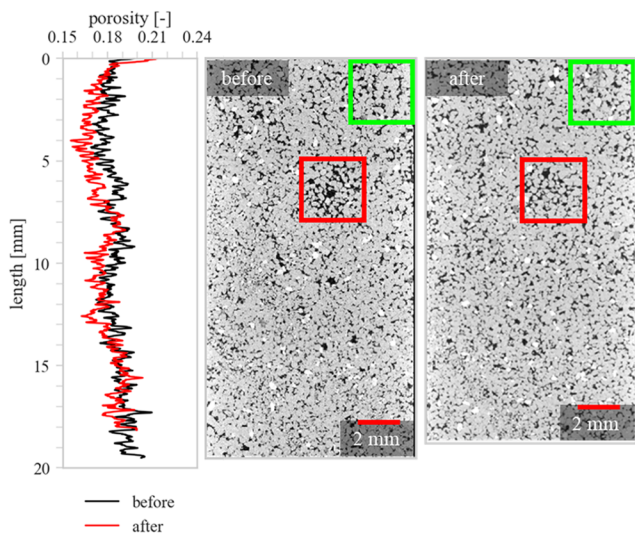 porosity [-]
0.15 0.18 0.21 0.24
0
5
10
15
20
length [mm]
before
after
2 mm
2 mm
before
after